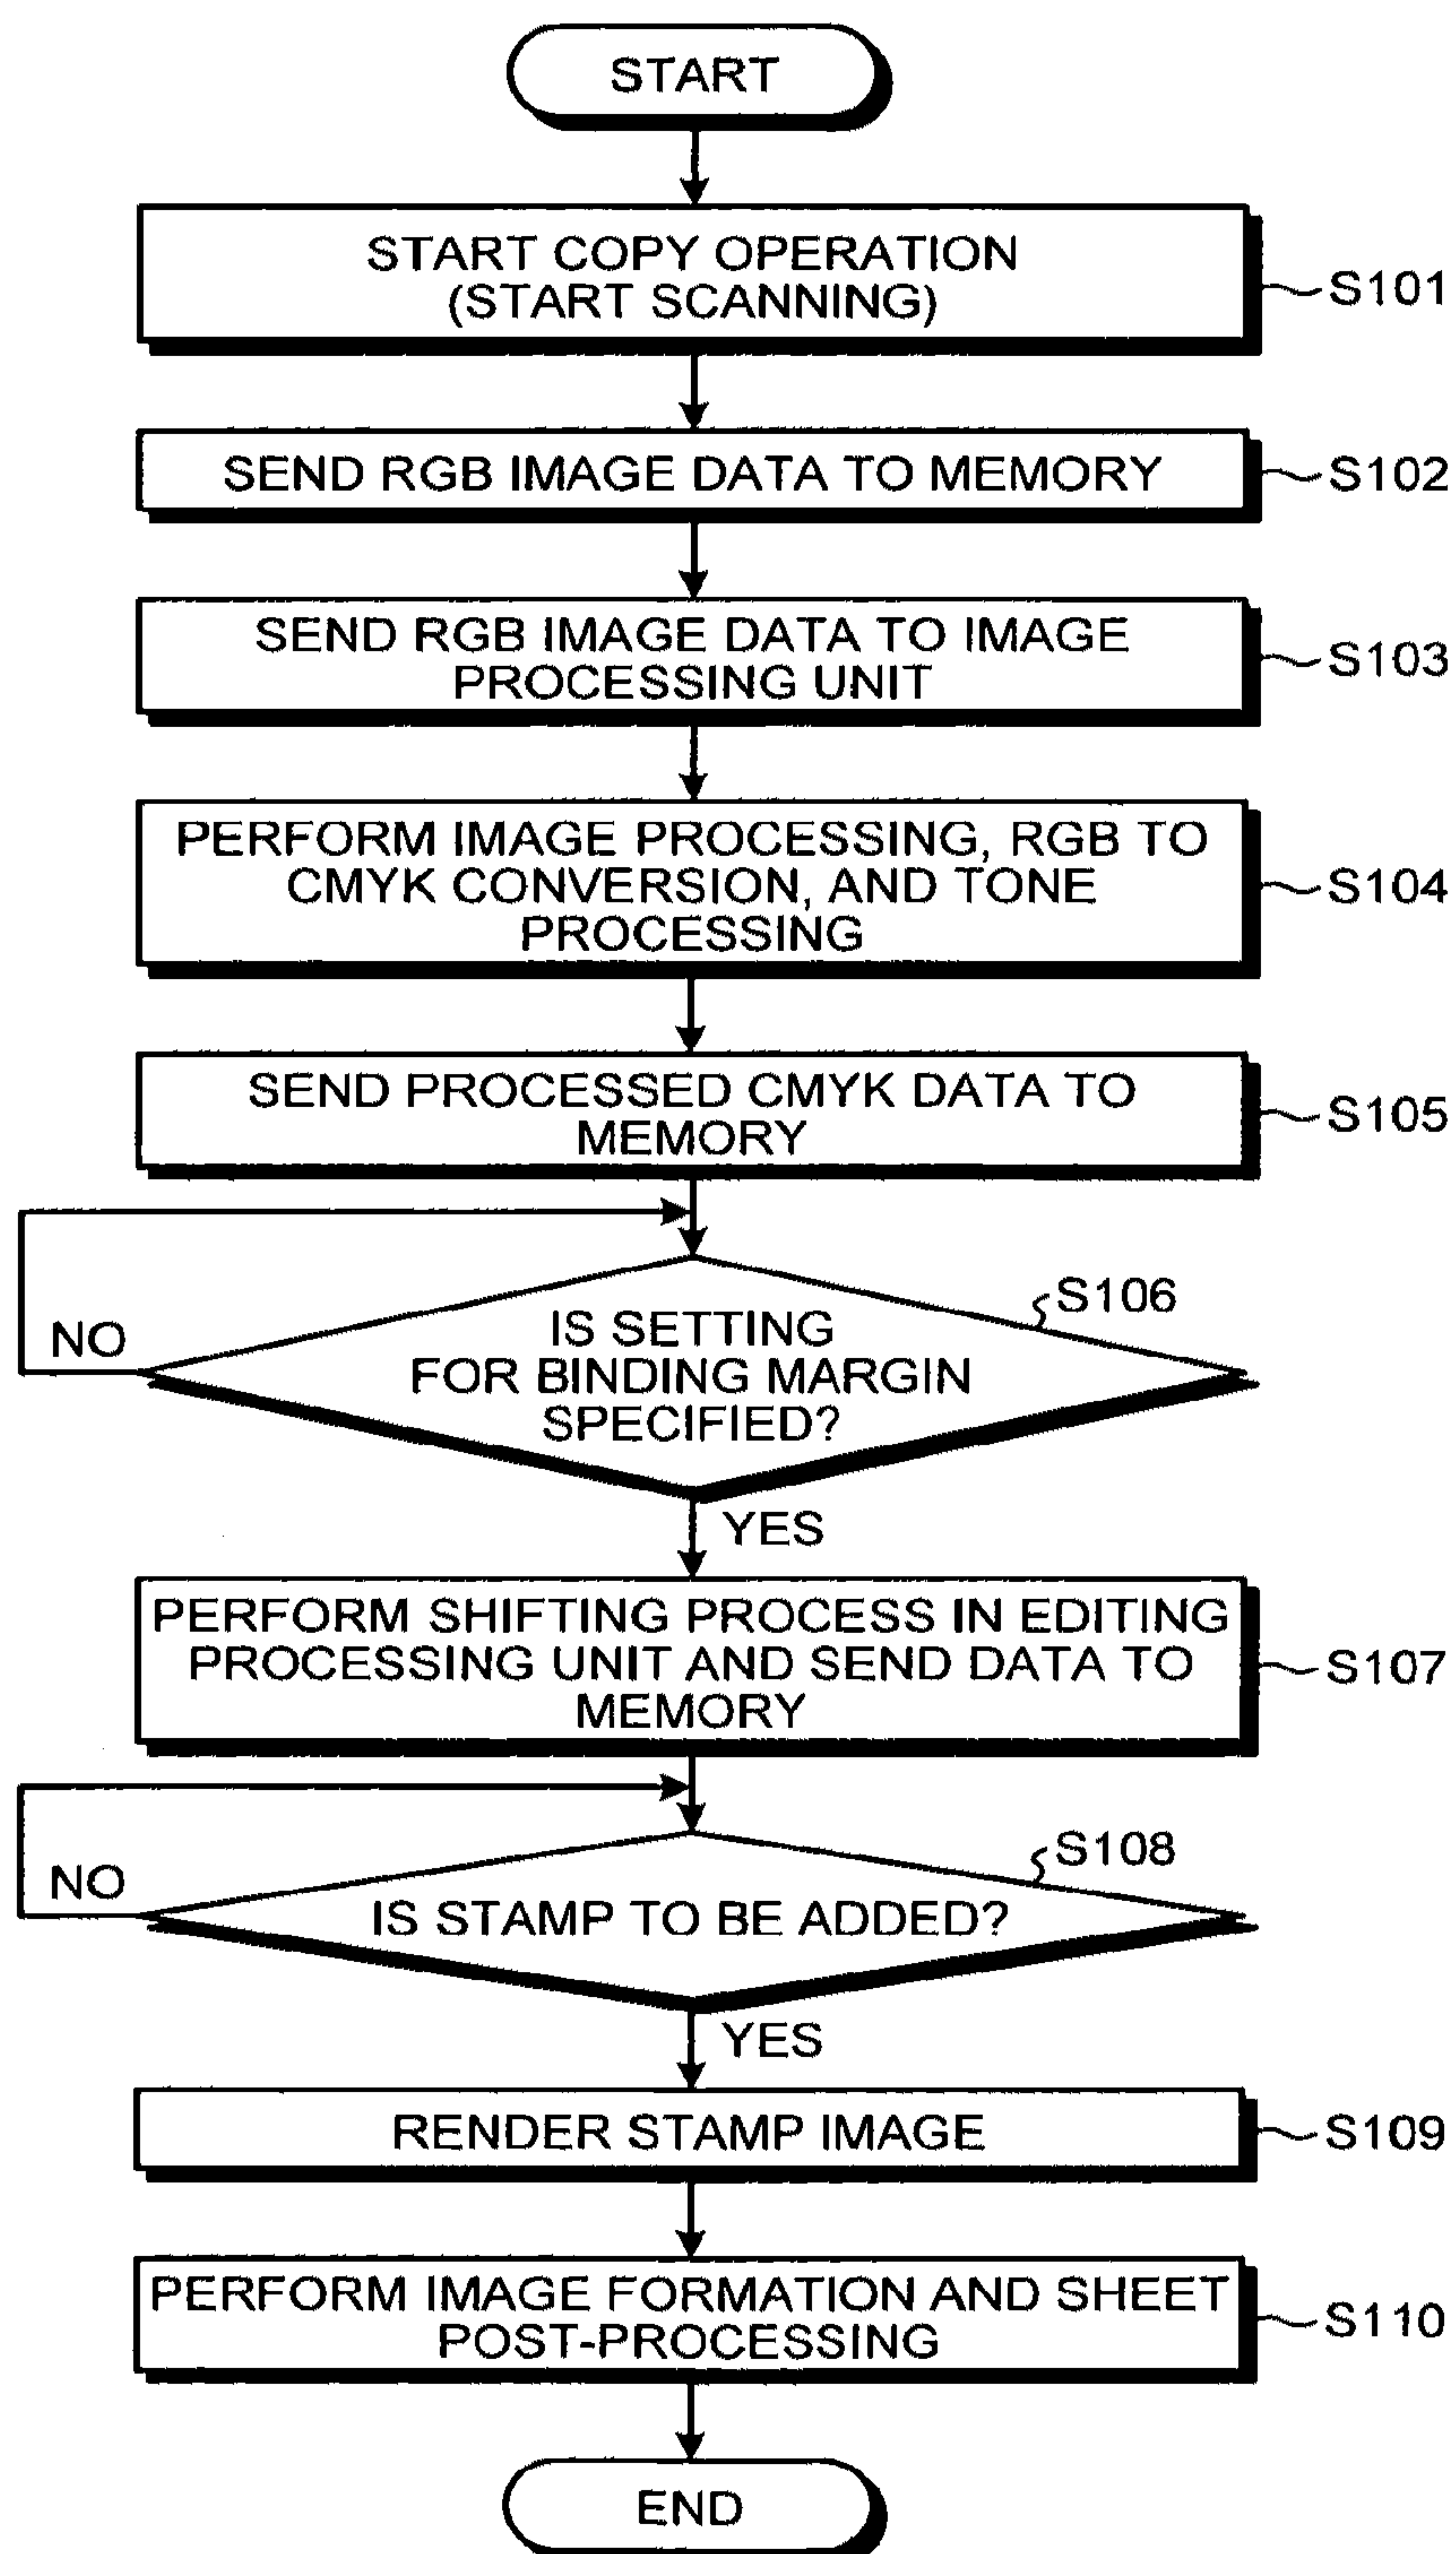 START
START COPY OPERATION
(START SCANNING)
S101
SEND RGB IMAGE DATA TO MEMORY
S102
SEND RGB IMAGE DATA TO IMAGE
PROCESSING UNIT
S103
PERFORM IMAGE PROCESSING, RGB TO
CMYK CONVERSION, AND TONE
PROCESSING
S104
SEND PROCESSED CMYK DATA TO
MEMORY
S105
S106
NO
IS SETTING
FOR BINDING MARGIN
SPECIFIED?
YES
PERFORM SHIFTING PROCESS IN EDITING
PROCESSING UNIT AND SEND DATA TO
MEMORY
S107
S108
NO
IS STAMP TO BE ADDED?
YES
RENDER STAMP IMAGE
S109
PERFORM IMAGE FORMATION AND SHEET
POST-PROCESSING
S110
END